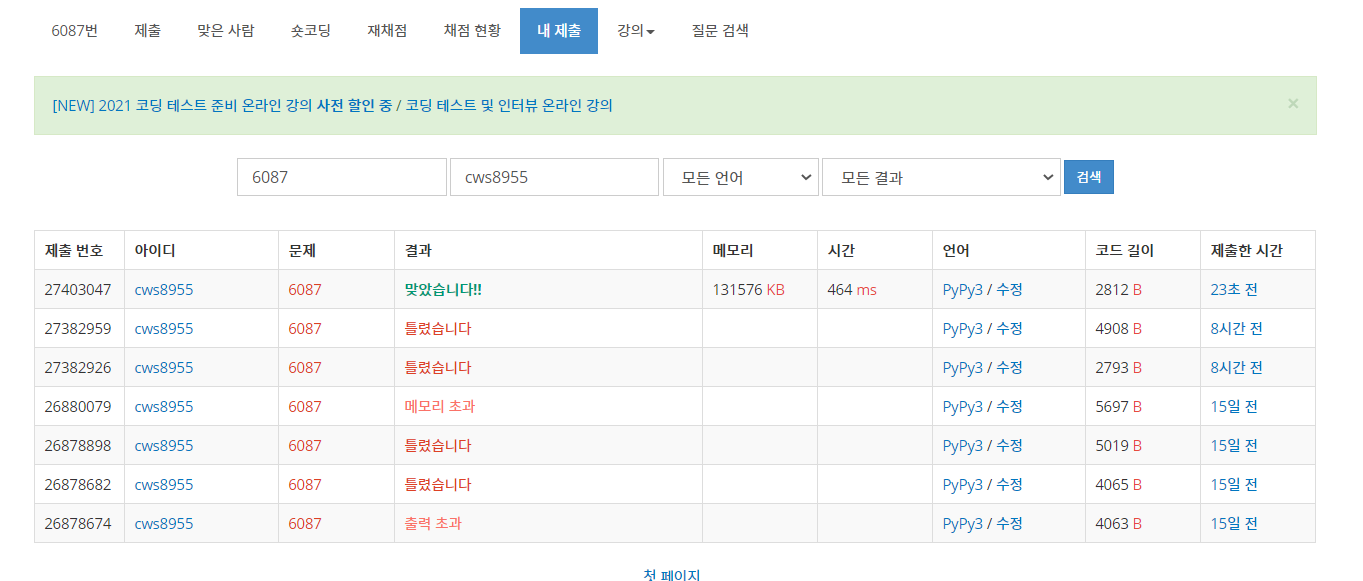 6087번 제출 맞은 사람 숏코딩 재채점 채점 현황 내 제출 강의 질문 검색
[NEW] 2021 코딩 테스트 준비 온라인 강의 사전 할인 중 / 코딩 테스트 및 인터뷰 온라인 강의 ×
6087 cws8955 모든 언어 모든 결과 검색
제출 번호 아이디 문제 결과 메모리 시간 언어 코드 길이 제출한 시간
27403047 cws8955 6087 맞았습니다!! 131576 KB 464 ms PyPy3 / 수정 2812 B 23초 전
27382959 cws8955 6087 틀렸습니다 PyPy3 / 수정 4908 B 8시간 전
27382926 cws8955 6087 틀렸습니다 PyPy3 / 수정 2793 B 8시간 전
26880079 cws8955 6087 메모리 초과 PyPy3 / 수정 5697 B 15일 전
26878898 cws8955 6087 틀렸습니다 PyPy3 / 수정 5019 B 15일 전
26878682 cws8955 6087 틀렸습니다 PyPy3 / 수정 4065 B 15일 전
26878674 cws8955 6087 출력 초과 PyPy3 / 수정 4063 B 15일 전
첫 페이지